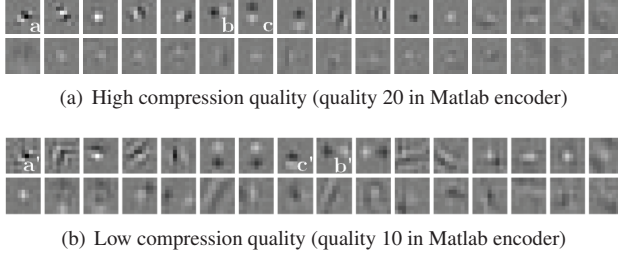 a b c
(a) High compression quality (quality 20 in Matlab encoder)
a' c' b'
(b) Low compression quality (quality 10 in Matlab encoder)